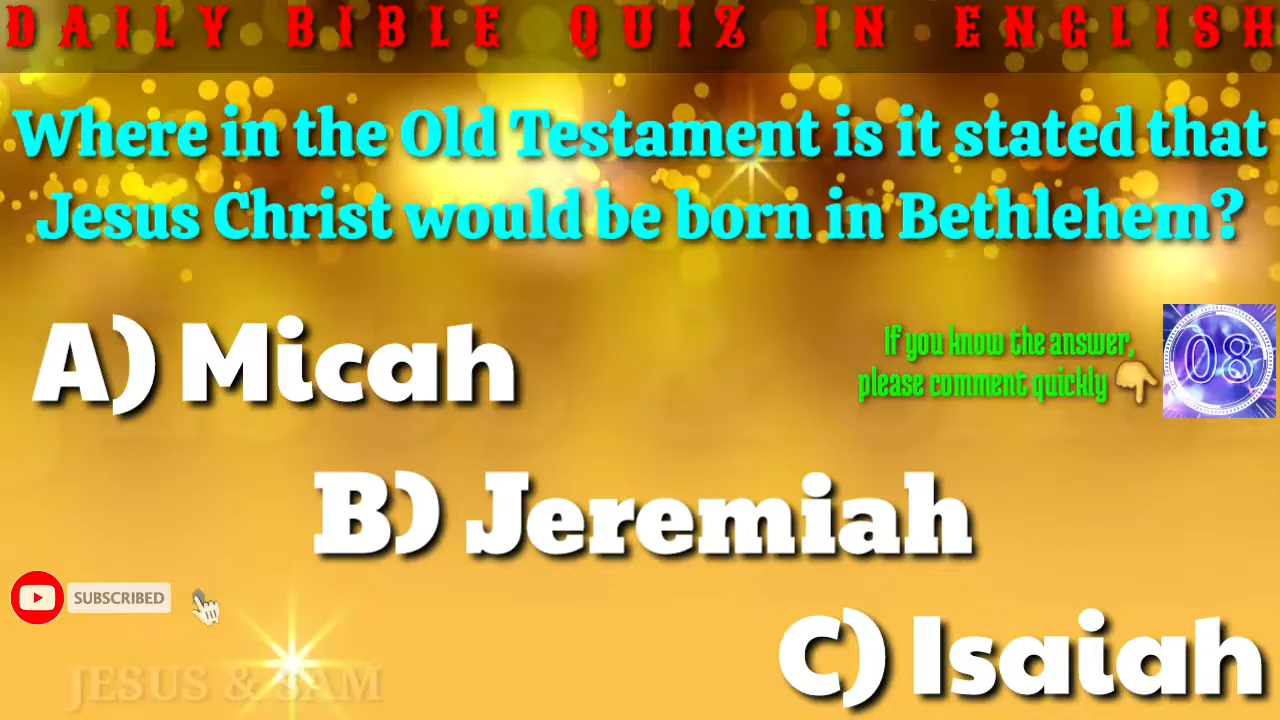 DAILY BIBLE QUIZ IN ENGLISH
Where in the Old Testament is it stated that
Jesus Christ would be born in Bethlehem?
A) Micah
If you know the answer,
please comment quickly
08
B) Jeremiah
SUBSCRIBED
C) Isaiah
JESUS & SAM